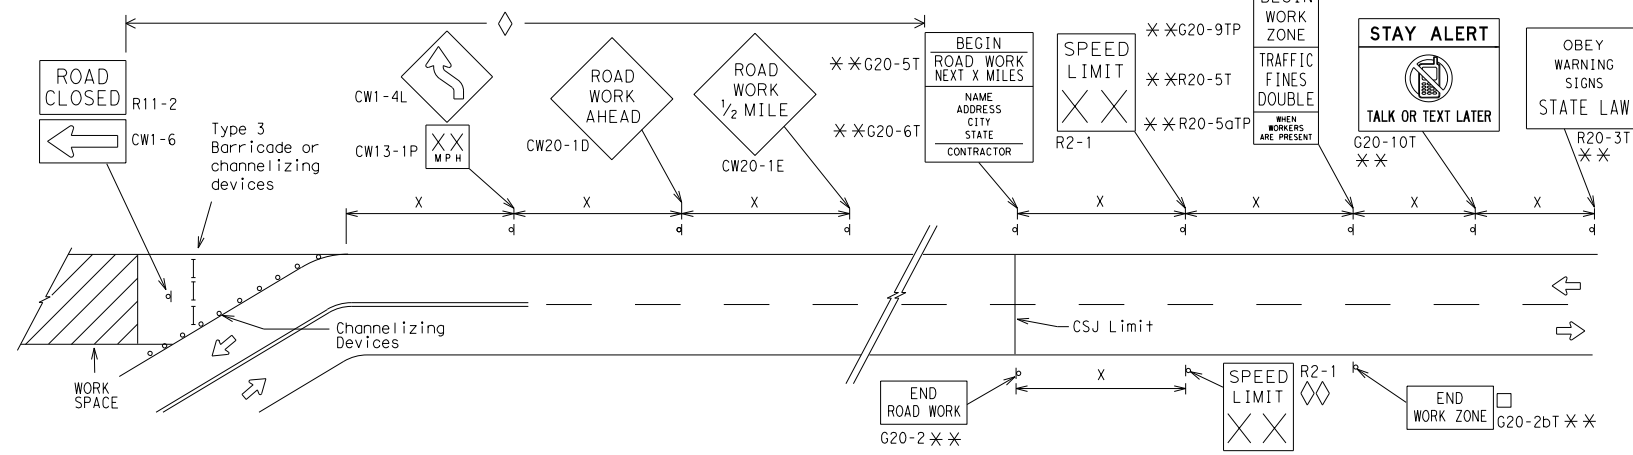 ROAD
CLOSED
R11-2
CW1-6
Type 3
Barricade or
channelizing
devices
CW1-4L
CW13-1P
XX
MPH
ROAD
WORK
AHEAD
CW20-1D
ROAD
WORK
1/2 MILE
CW20-1E
**G20-5T
**G20-6T
BEGIN
ROAD WORK
NEXT X MILES
NAME
ADDRESS
CITY
STATE
CONTRACTOR
SPEED
LIMIT
XX
R2-1
**G20-9TP
**R20-5T
**R20-5aTP
BEGIN
WORK
ZONE
TRAFFIC
FINES
DOUBLE
WHEN
WORKERS
ARE PRESENT
STAY ALERT
TALK OR TEXT LATER
G20-10T
**
OBEY
WARNING
SIGNS
STATE LAW
R20-3T
**
X X X X X X X
Channelizing
Devices
CSJ Limit
WORK
SPACE
END
ROAD WORK
G20-2**
X
SPEED
LIMIT
XX
R2-1
END
WORK ZONE
G20-2bT **